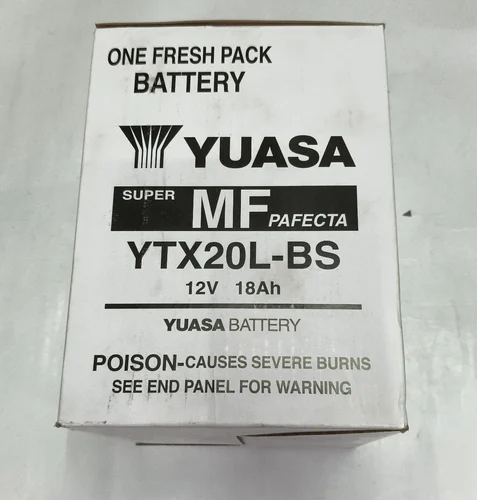 ONE FRESH PACK
BATTERY
YUASA
SUPER MF PAFECTA
YTX20L-BS
12V 18Ah
YUASA BATTERY
POISON-CAUSES SEVERE BURNS
SEE END PANEL FOR WARNING